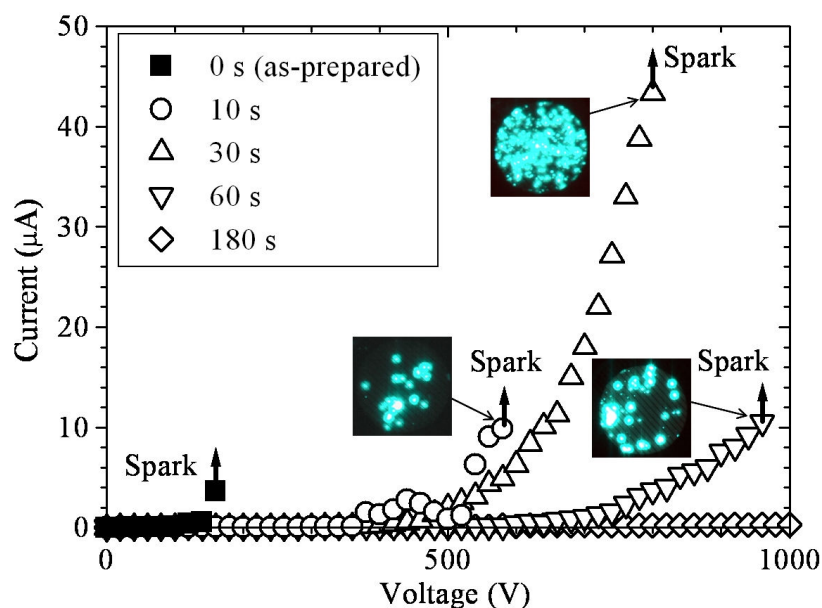 50
40
30
20
10
0
Current (μA)
0 s (as-prepared)
10 s
30 s
60 s
180 s
Spark
Spark
Spark
Spark
0
500
1000
Voltage (V)